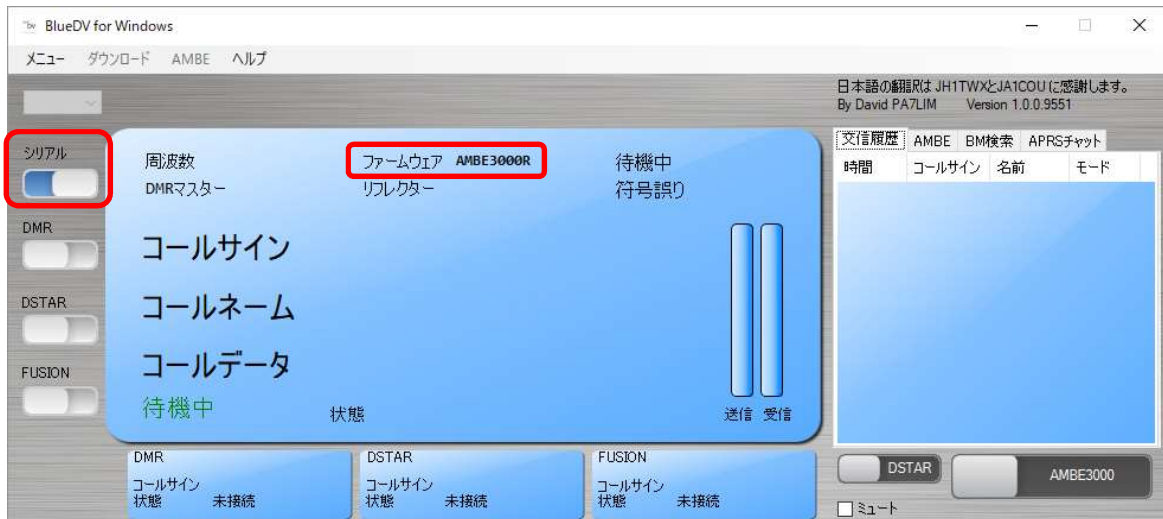 BlueDV for Windows
メニュー ダウンロード AMBE ヘルプ
日本語の翻訳は JH1TWXとJA1COUに感謝します。
By David PA7LIM Version 1.0.0.9551
シリアル
DMR
DSTAR
FUSION
周波数 ファームウェア AMBE3000R 待機中
DMRマスター リフレクター 符号誤り
コールサイン
コールネーム
コールデータ
待機中 状態 送信 受信
交信履歴 AMBE BM検索 APRSチャット
時間 コールサイン 名前 モード
DMR
コールサイン
状態 未接続
DSTAR
コールサイン
状態 未接続
FUSION
コールサイン
状態 未接続
DSTAR AMBE3000
ミュート